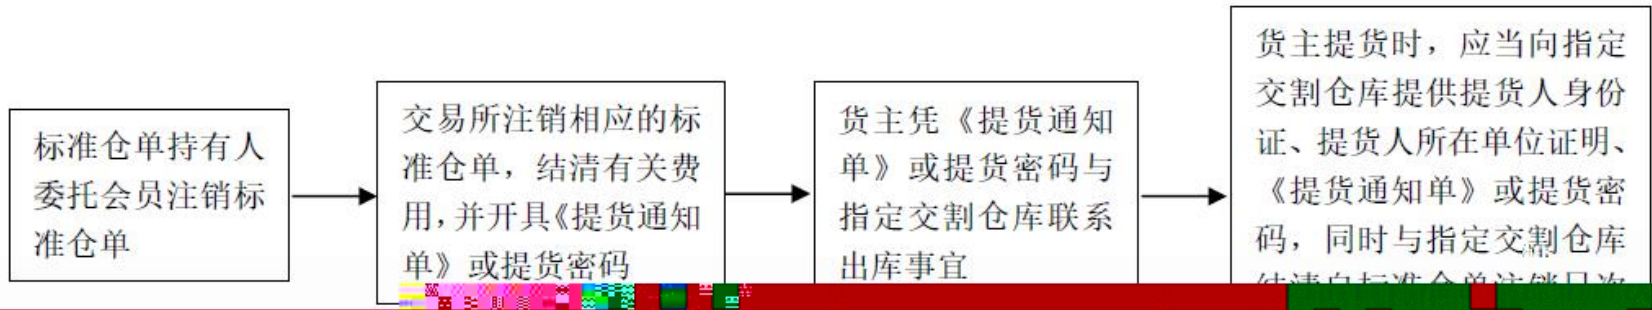 标准仓单持有人
委托会员注销标
准仓单
交易所注销相应的标
准仓单，结清有关费
用，并开具《提货通知
单》或提货密码
货主凭《提货通知
单》或提货密码与
指定交割仓库联系
出库事宜
货主提货时，应当向指定
交割仓库提供提货人身份
证、提货人所在单位证明、
《提货通知单》或提货密
码，同时与指定交割仓库